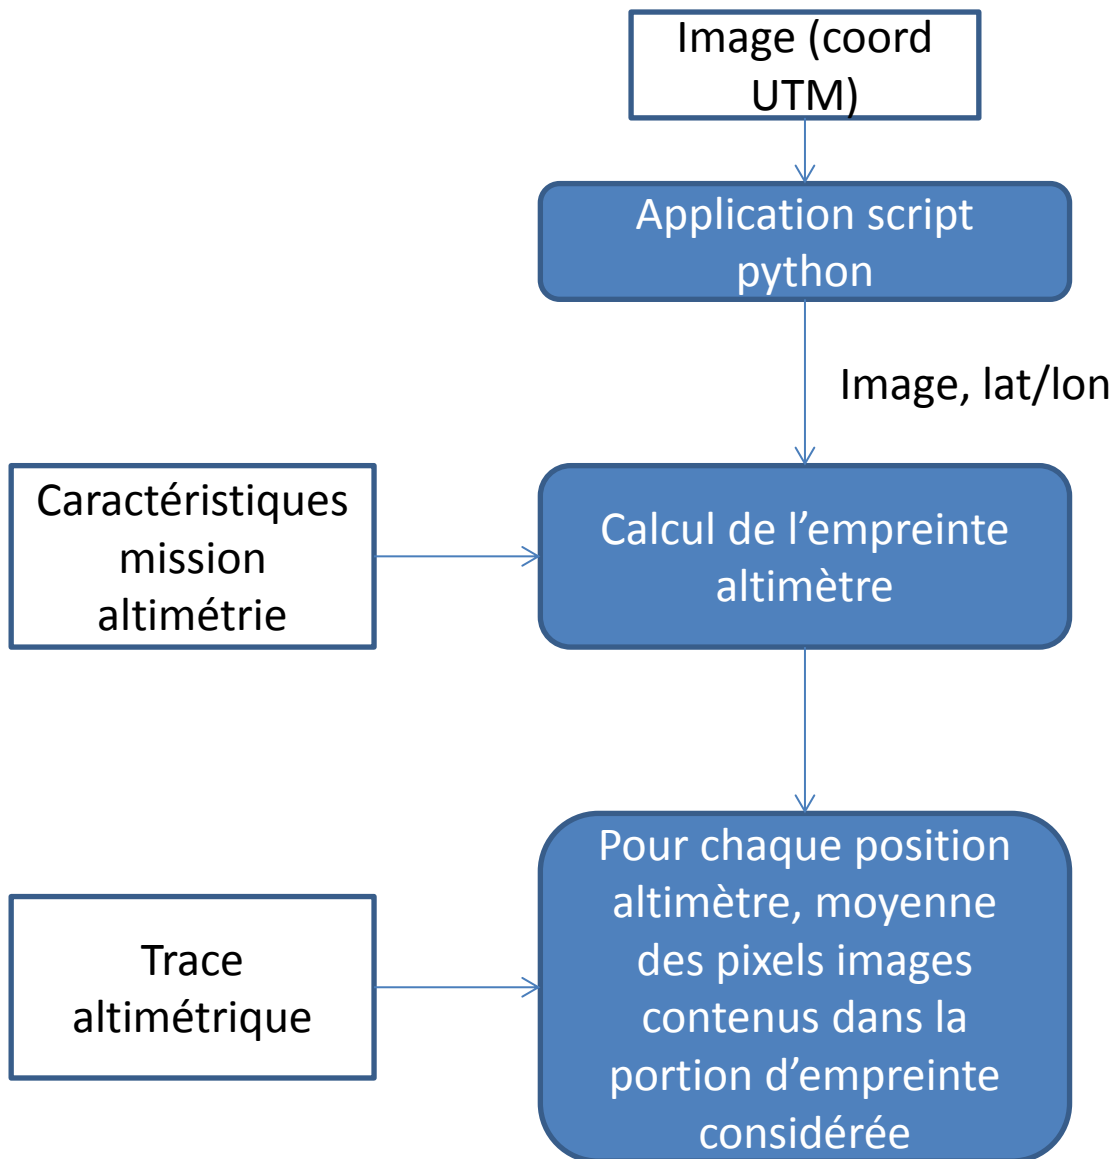 Image (coord
UTM)
Application script
python
Image, lat/lon
Caractéristiques
mission
altimétrie
Calcul de l’empreinte
altimètre
Trace
altimétrique
Pour chaque position
altimètre, moyenne
des pixels images
contenus dans la
portion d’empreinte
considérée